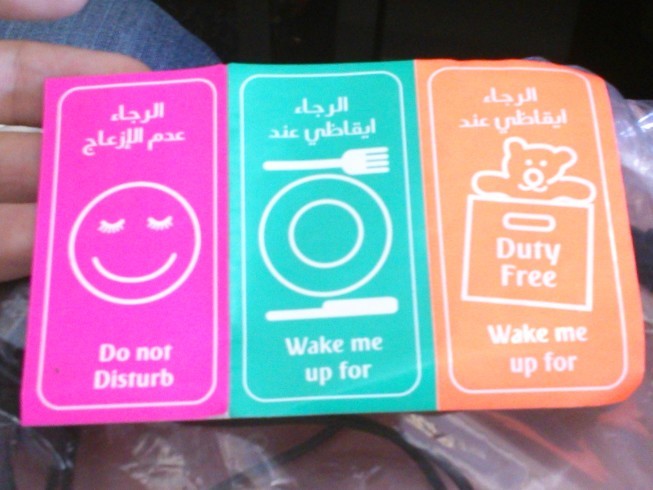 الرجاء
عدم الإزعاج
Do not
Disturb
الرجاء
ايقاظي عند
Wake me
up for
الرجاء
ايقاظي عند
Duty
Free
Wake me
up for